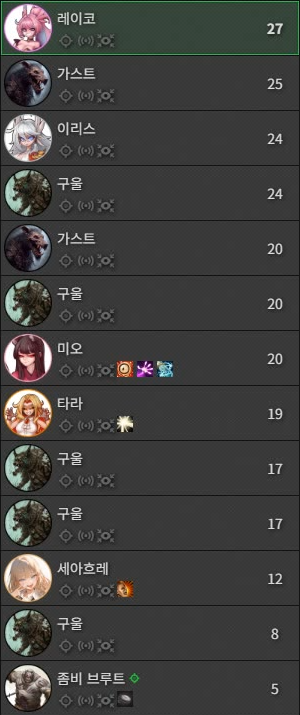 레이코 27
가스트 25
이리스 24
구울 24
가스트 20
구울 20
미오 20
타라 19
구울 17
구울 17
세아흐레 12
구울 8
좀비 브루트 5